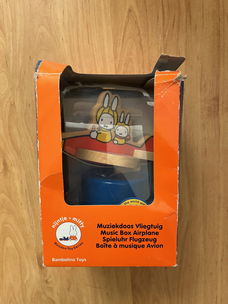 nijntje - miffy
Muziekdoos Vliegtuig
Music Box Airplane
Spieluhr Flugzeug
Boîte à musique Avion
Bambolino Toys